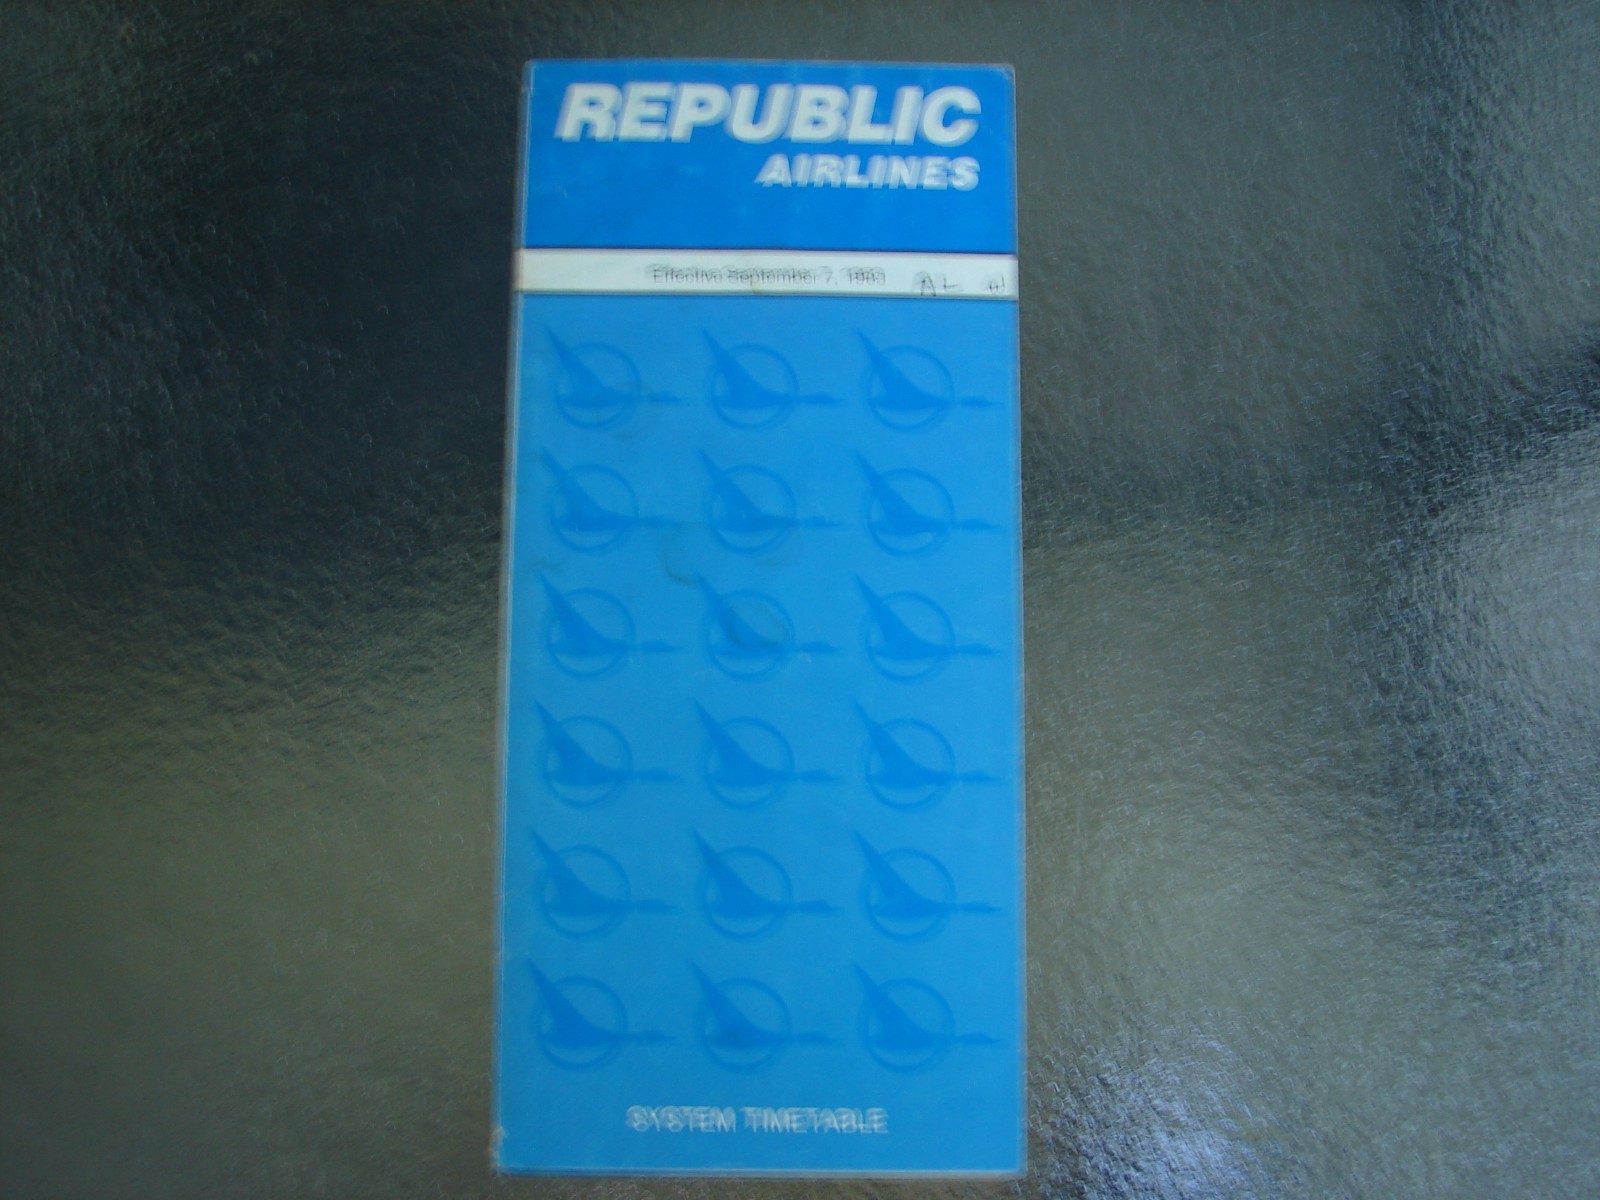 REPUBLIC
AIRLINES
Effective September 7, 1983
SYSTEM TIMETABLE